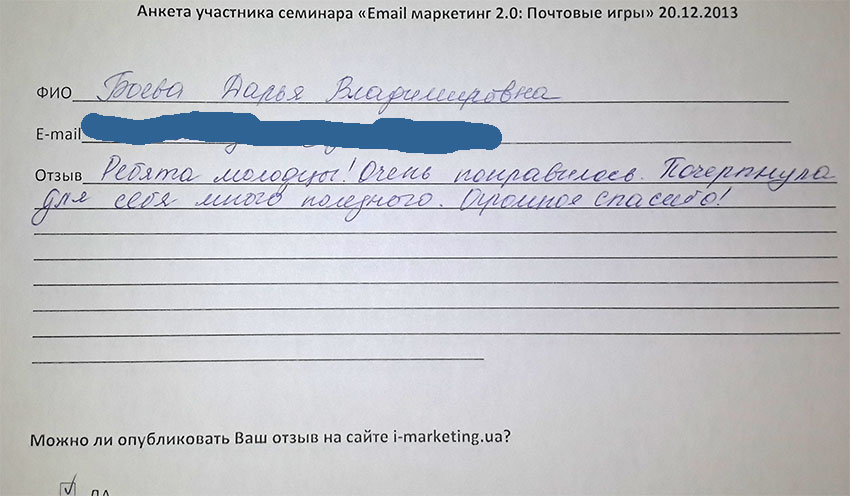 Анкета участника семинара «Email маркетинг 2.0: Почтовые игры» 20.12.2013
ФИО Боева Дарья Владимировна
E-mail
Отзыв Ребята молодцы! Очень понравилось. Почерпнула
для себя много полезного. Огромное спасибо!
Можно ли опубликовать Ваш отзыв на сайте i-marketing.ua?
ДА